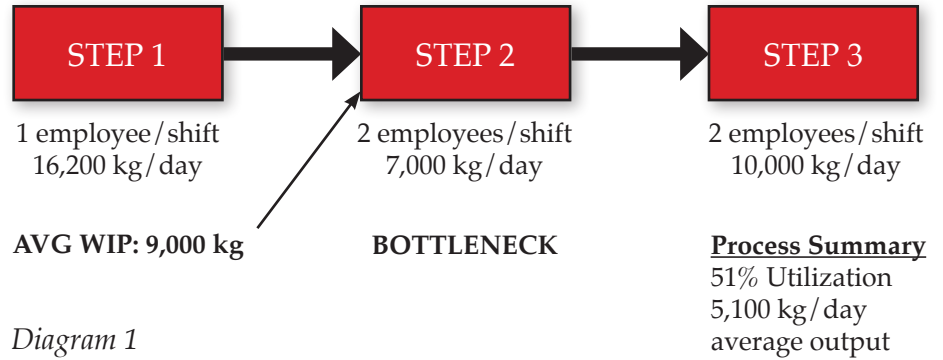 STEP 1
STEP 2
STEP 3
1 employee/shift
16,200 kg/day
2 employees/shift
7,000 kg/day
2 employees/shift
10,000 kg/day
AVG WIP: 9,000 kg
BOTTLENECK
Process Summary
51% Utilization
5,100 kg/day
average output
Diagram 1